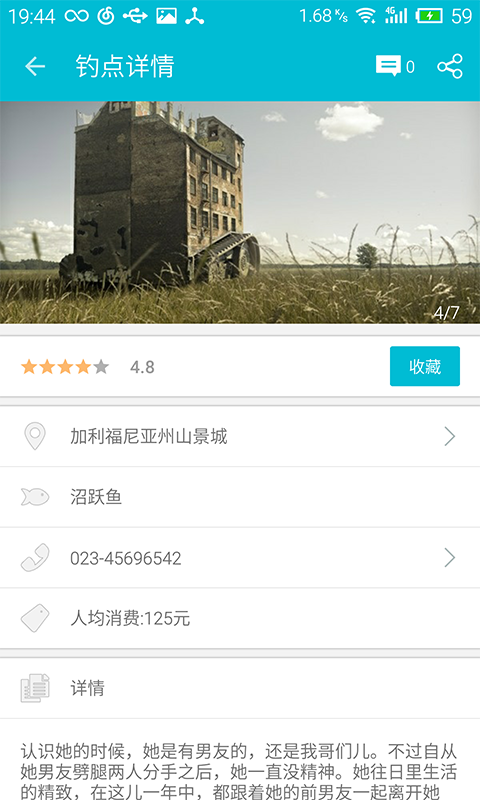 19:44 1.68 K/s 4G 59
钓点详情 0
4/7
4.8 收藏
加利福尼亚州山景城
沼跃鱼
023-45696542
人均消费:125元
详情
认识她的时候，她是有男友的，还是我哥们儿。不过自从
她男友劈腿两人分手之后，她一直没精神。她往日里生活
的精致，在这儿一年中，都跟着她的前男友一起离开她